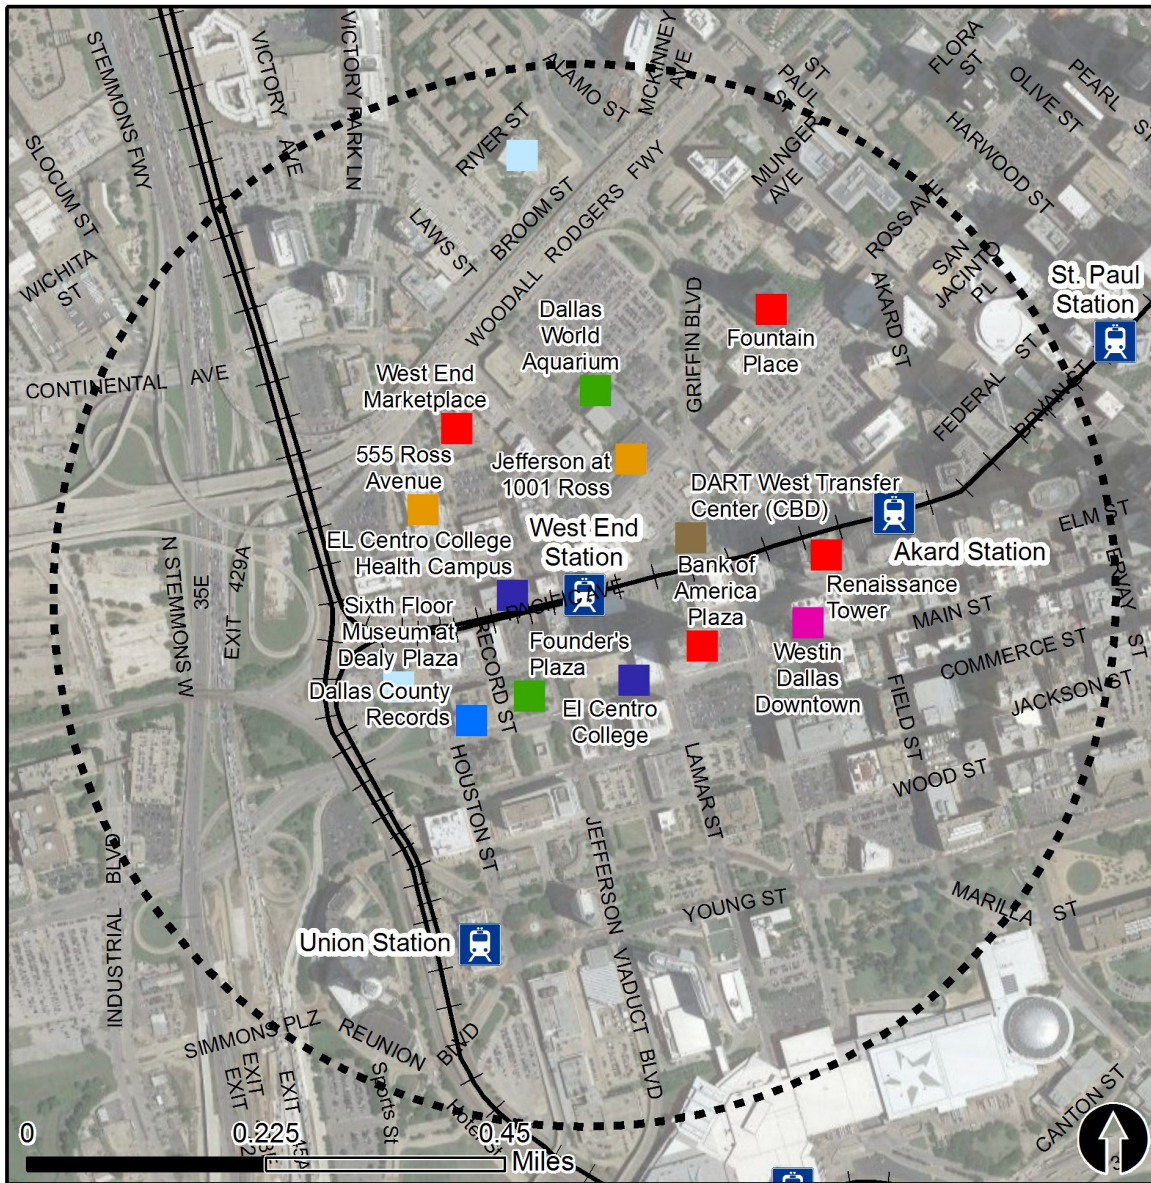 STEMMONS FWY
VICTORY
AVE
VICTORY PARK LN
ALAMO ST
MCKINNEY
AVE
ST
PAUL
ST
FLORA
ST
OLIVE ST
PEARL
ST
HARWOOD ST
MUNGER
AVE
RIVER ST
BROOM ST
LAWS ST
WOODALL RODGERS FWY
SLOCUM ST
WICHITA
ST
ROSS AVE
SAN
JACINTO
PL
AKARD ST
GRIFFIN BLVD
St. Paul
Station
Dallas
World
Aquarium
Fountain
Place
FEDERAL ST
BRYAN ST
CONTINENTAL AVE
West End
Marketplace
555 Ross
Avenue
Jefferson at
1001 Ross
DART West Transfer
Center (CBD)
EL Centro College
Health Campus
West End
Station
Akard Station
ELM ST
ERVAY
ST
N STEMMONS W
35E
EXIT 429A
PACIFIC AVE
Bank of
America
Plaza
Renaissance
Tower
MAIN ST
COMMERCE ST
JACKSON ST
Sixth Floor
Museum at
Dealy Plaza
RECORD ST
Founder's
Plaza
Westin
Dallas
Downtown
Dallas County
Records
El Centro
College
FIELD ST
WOOD ST
HOUSTON ST
LAMAR ST
JEFFERSON VIADUCT BLVD
YOUNG ST
MARILLA ST
INDUSTRIAL BLVD
Union Station
SIMMONS PLZ
REUNION BLVD
EXIT
EXIT
EXIT
Sports St
Hotel St
CANTON ST
0
0.225
0.45
Miles